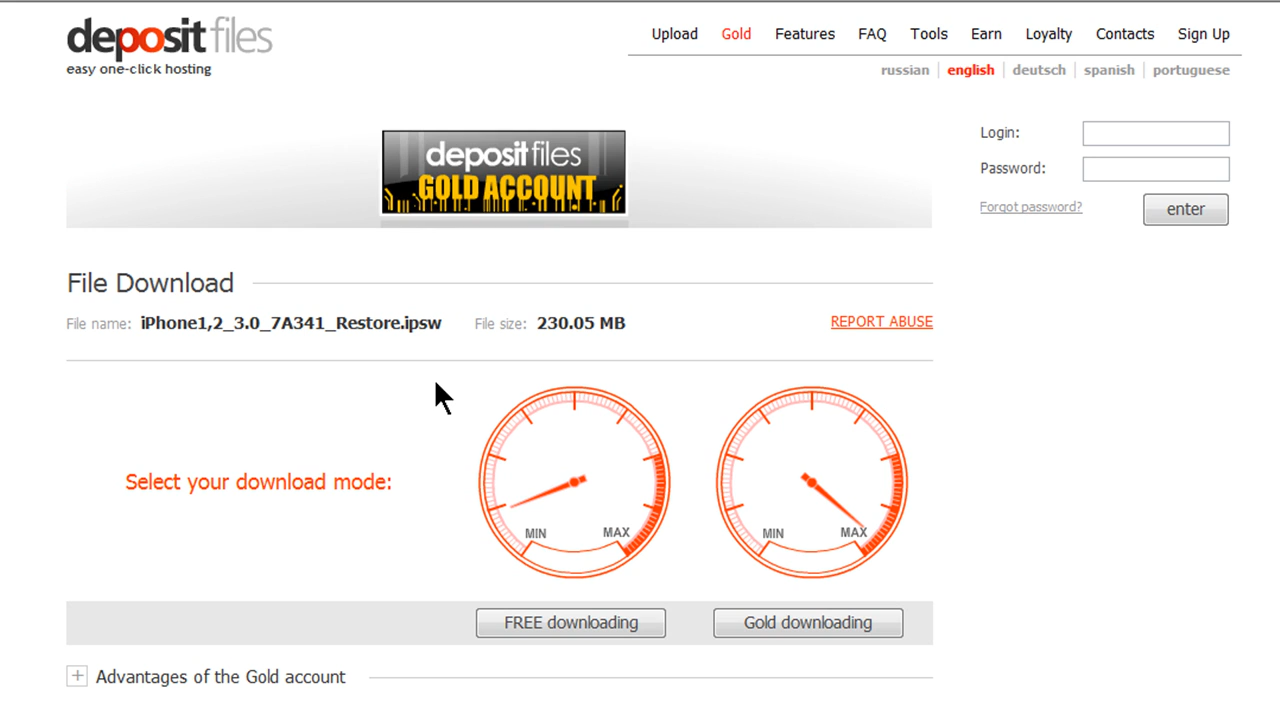 depositfiles
easy one-click hosting
Upload Gold Features FAQ Tools Earn Loyalty Contacts Sign Up
russian english deutsch spanish portuguese
depositfiles
GOLD ACCOUNT
Login:
Password:
Forgot password? enter
File Download
File name: iPhone1,2_3.0_7A341_Restore.ipsw File size: 230.05 MB REPORT ABUSE
Select your download mode:
MIN MAX MIN MAX
FREE downloading Gold downloading
+ Advantages of the Gold account